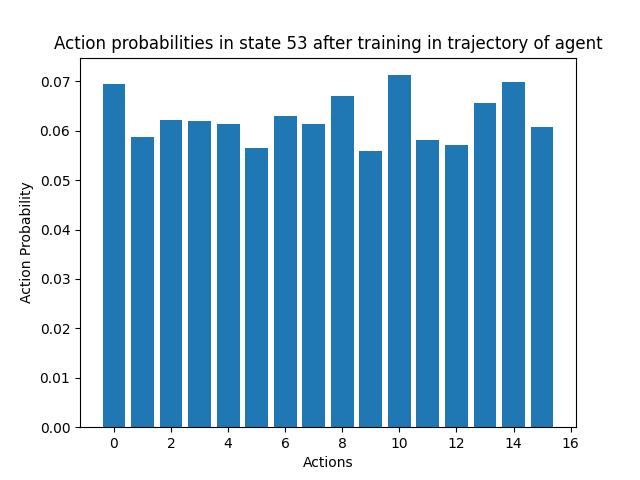 Action probabilities in state 53 after training in trajectory of agent
0.07
0.06
0.05
0.04
0.03
0.02
0.01
0.00
Action Probability
0 2 4 6 8 10 12 14 16
Actions